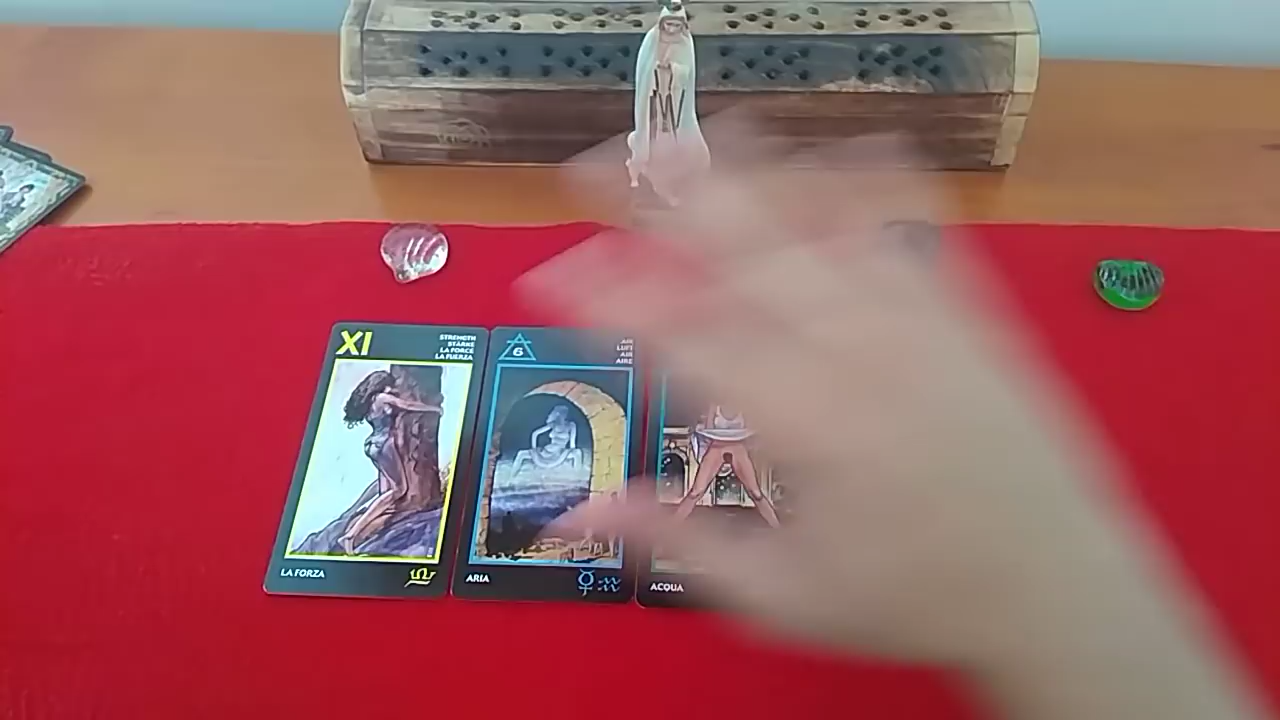 XI
STRENGTH
STÄRKE
LA FORCE
LA FUERZA
LA FORZA
6
AIR
LUFT
AIR
AIRE
ARIA
ACQUA